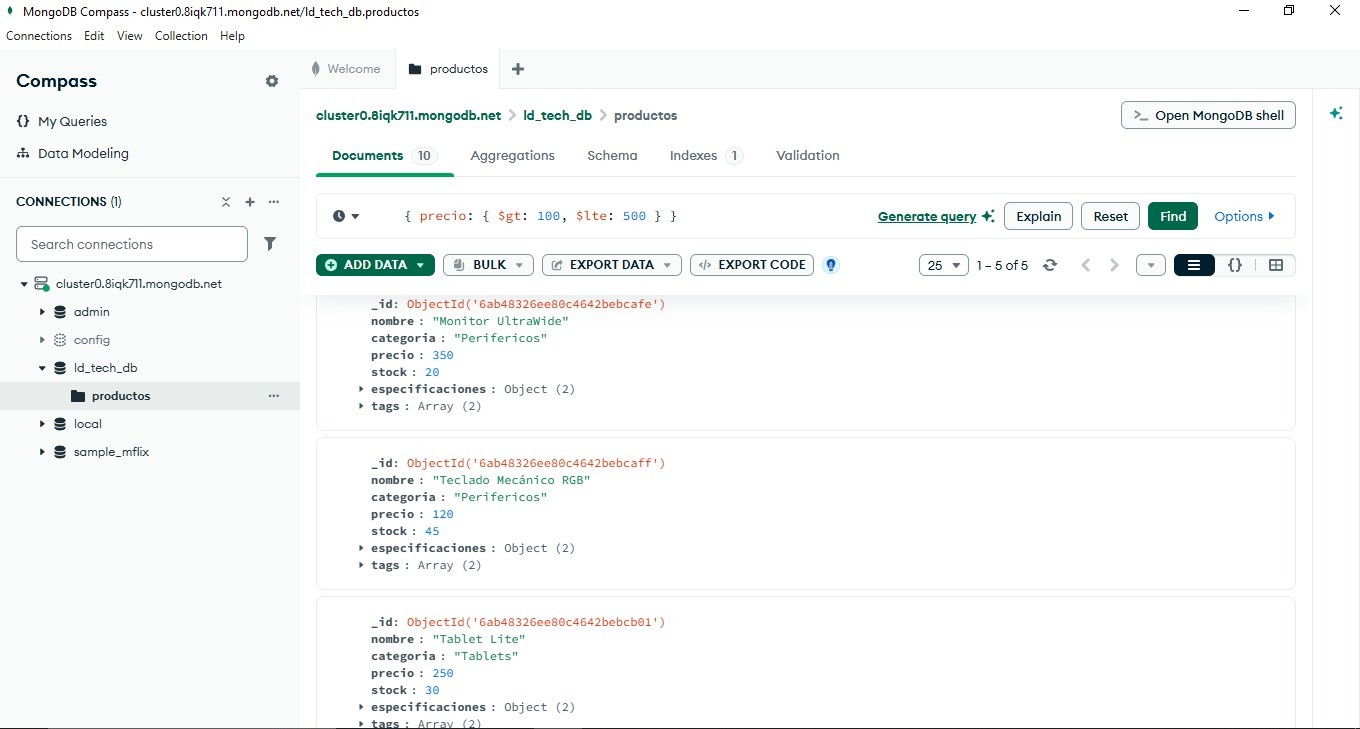 MongoDB Compass - cluster0.8iqk711.mongodb.net/ld_tech_db.productos
Connections Edit View Collection Help
Compass
My Queries
Data Modeling
CONNECTIONS (1)
Search connections
cluster0.8iqk711.mongodb.net
admin
config
ld_tech_db
productos
local
sample_mflix
Welcome
productos
cluster0.8iqk711.mongodb.net > ld_tech_db > productos
>_ Open MongoDB shell
Documents 10 Aggregations Schema Indexes 1 Validation
{ precio: { $gt: 100, $lte: 500 } }
Generate query Explain Reset Find Options
ADD DATA BULK EXPORT DATA EXPORT CODE 25 1 – 5 of 5
_id: ObjectId('6ab48326ee80c4642bebcafe')
nombre : "Monitor UltraWide"
categoria : "Perifericos"
precio : 350
stock : 20
especificaciones : Object (2)
tags : Array (2)
_id: ObjectId('6ab48326ee80c4642bebcaff')
nombre : "Teclado Mecánico RGB"
categoria : "Perifericos"
precio : 120
stock : 45
especificaciones : Object (2)
tags : Array (2)
_id: ObjectId('6ab48326ee80c4642bebcb01')
nombre : "Tablet Lite"
categoria : "Tablets"
precio : 250
stock : 30
especificaciones : Object (2)
tags : Array (2)